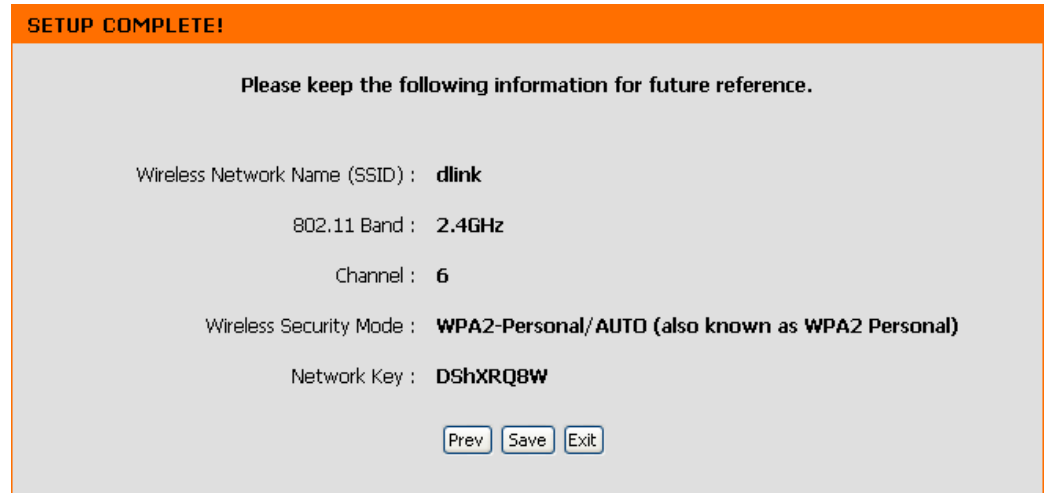 SETUP COMPLETE!
Please keep the following information for future reference.
Wireless Network Name (SSID) : dlink
802.11 Band : 2.4GHz
Channel : 6
Wireless Security Mode : WPA2-Personal/AUTO (also known as WPA2 Personal)
Network Key : DShXRQ8W
Prev Save Exit